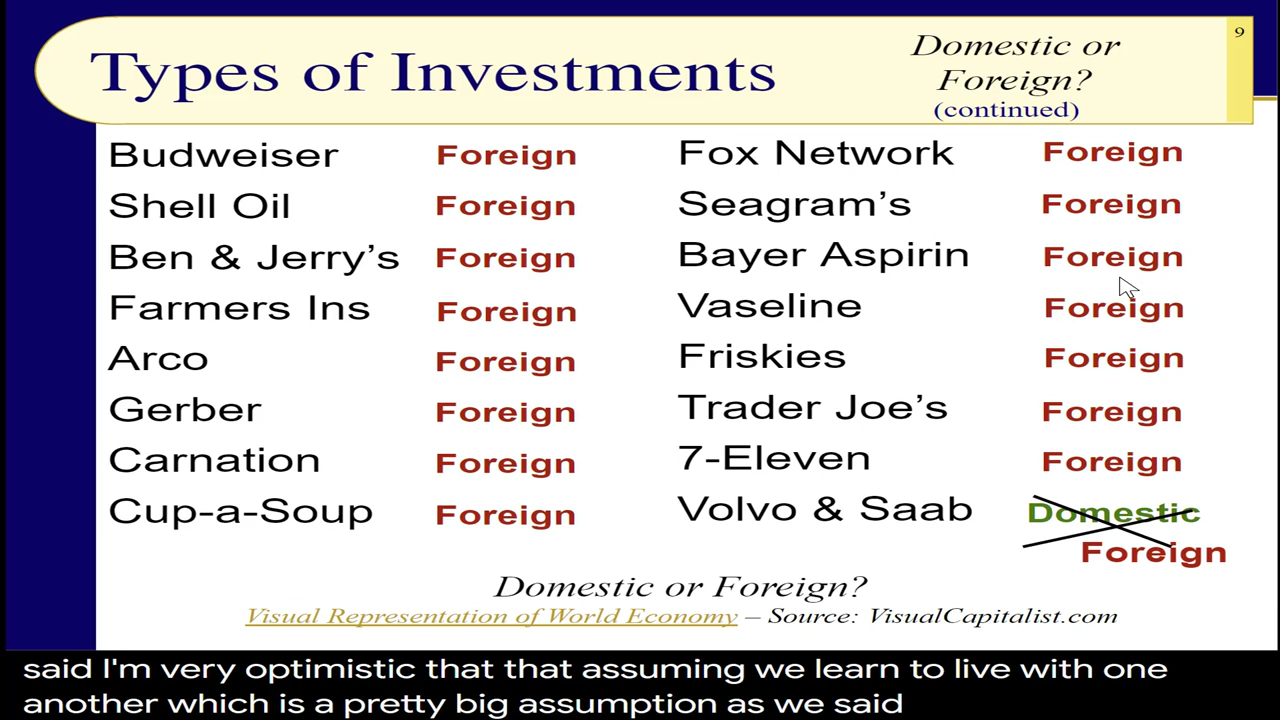 9
Types of Investments
Domestic or
Foreign?
(continued)
Budweiser Foreign
Shell Oil Foreign
Ben & Jerry's Foreign
Farmers Ins Foreign
Arco Foreign
Gerber Foreign
Carnation Foreign
Cup-a-Soup Foreign
Fox Network Foreign
Seagram's Foreign
Bayer Aspirin Foreign
Vaseline Foreign
Friskies Foreign
Trader Joe's Foreign
7-Eleven Foreign
Volvo & Saab Domestic
Foreign
Domestic or Foreign?
Visual Representation of World Economy – Source: VisualCapitalist.com
said I'm very optimistic that that assuming we learn to live with one
another which is a pretty big assumption as we said